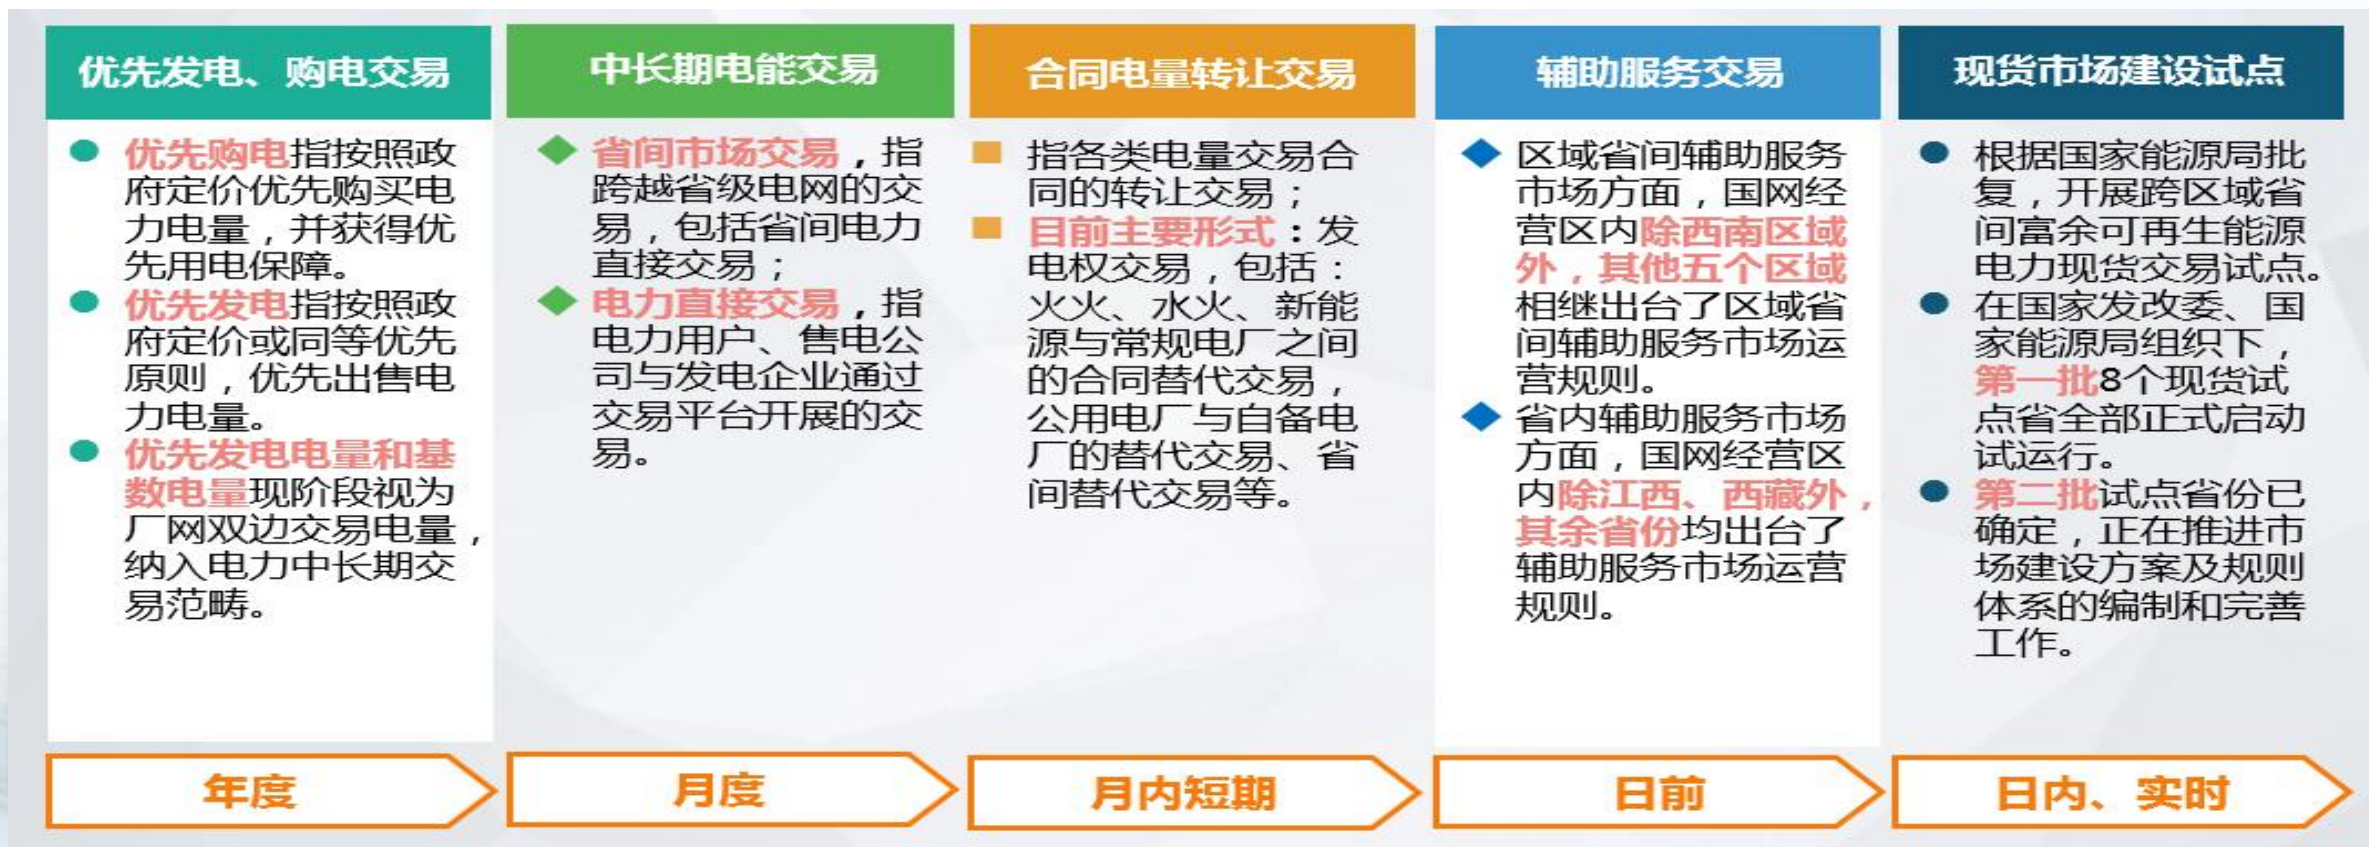 优先发电、购电交易
优先购电指按照政
府定价优先购买电
力电量，并获得优
先用电保障。
优先发电指按照政
府定价或同等优先
原则，优先出售电
力电量。
优先发电电量和基
数电量现阶段视为
厂网双边交易电量，
纳入电力中长期交
易范畴。
年度
中长期电能交易
省间市场交易，指
跨越省级电网的交
易，包括省间电力
直接交易；
电力直接交易，指
电力用户、售电公
司与发电企业通过
交易平台开展的交
易。
月度
合同电量转让交易
指各类电量交易合
同的转让交易；
目前主要形式：发
电权交易，包括：
火火、水火、新能
源与常规电厂之间
的合同替代交易，
公用电厂与自备电
厂的替代交易、省
间替代交易等。
月内短期
辅助服务交易
区域省间辅助服务
市场方面，国网经
营区内除西南区域
外，其他五个区域
相继出台了区域省
间辅助服务市场运
营规则。
省内辅助服务市场
方面，国网经营区
内除江西、西藏外，
其余省份均出台了
辅助服务市场运营
规则。
日前
现货市场建设试点
根据国家能源局批
复，开展跨区域省
间富余可再生能源
电力现货交易试点。
在国家发改委、国
家能源局组织下，
第一批8个现货试
点省全部正式启动
试运行。
第二批试点省份已
确定，正在推进市
场建设方案及规则
体系的编制和完善
工作。
日内、实时